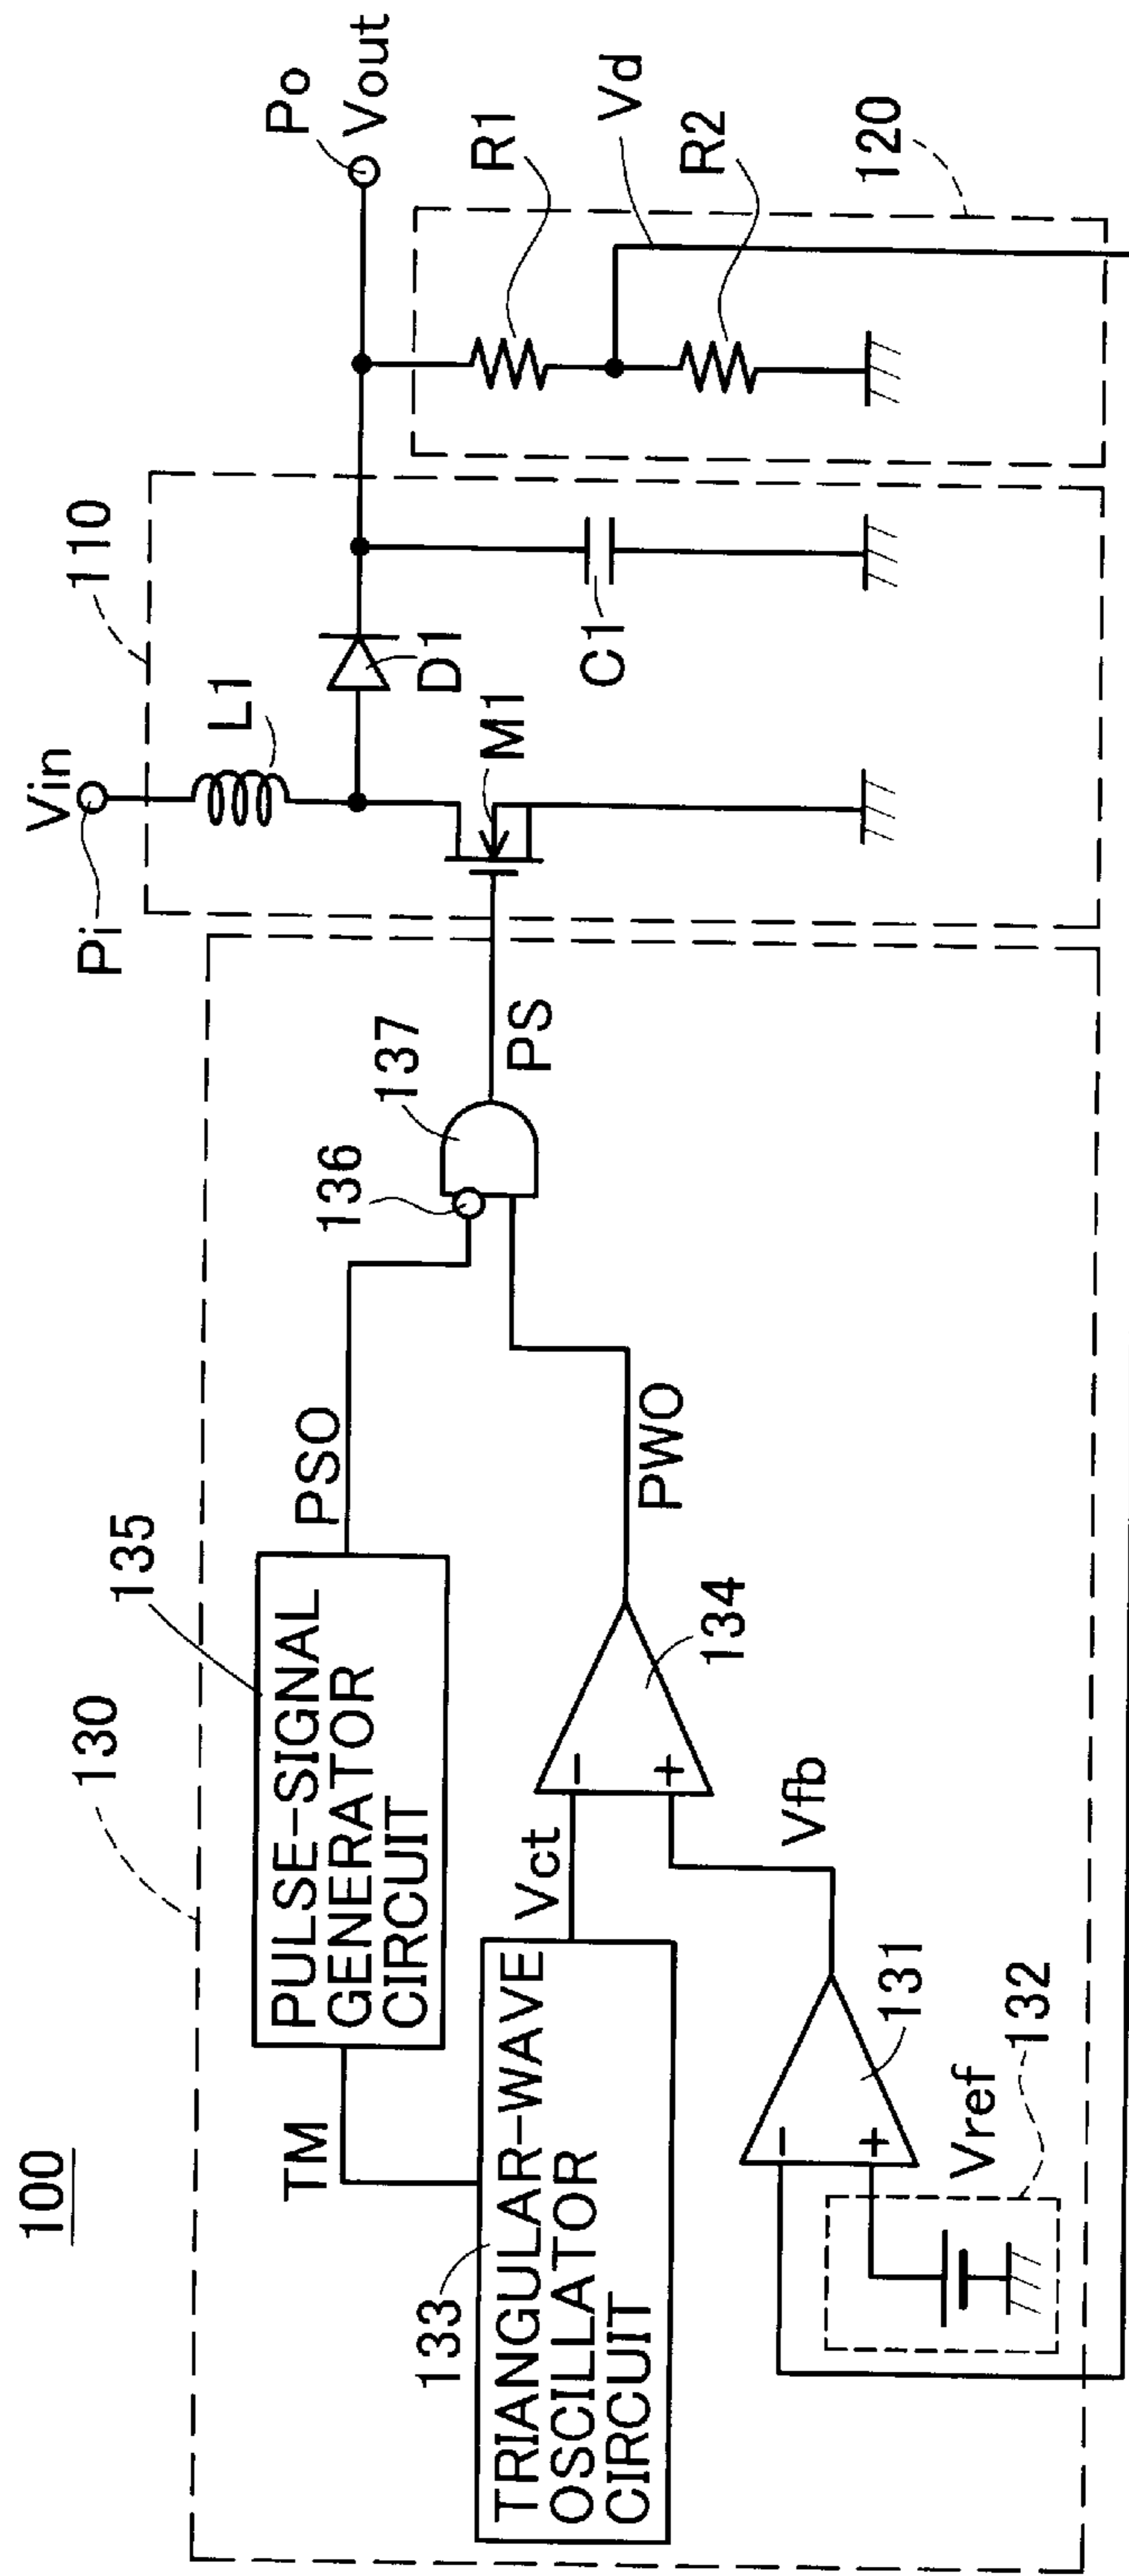 100
130
110
120
Vin
Pi
L1
D1
M1
C1
Po
Vout
R1
Vd
R2
135
PULSE-SIGNAL
GENERATOR
CIRCUIT
PSO
136
137
PS
TM
133
TRIANGULAR-WAVE
OSCILLATOR
CIRCUIT
Vct
-
+
134
PWO
Vfb
-
+
131
Vref
132